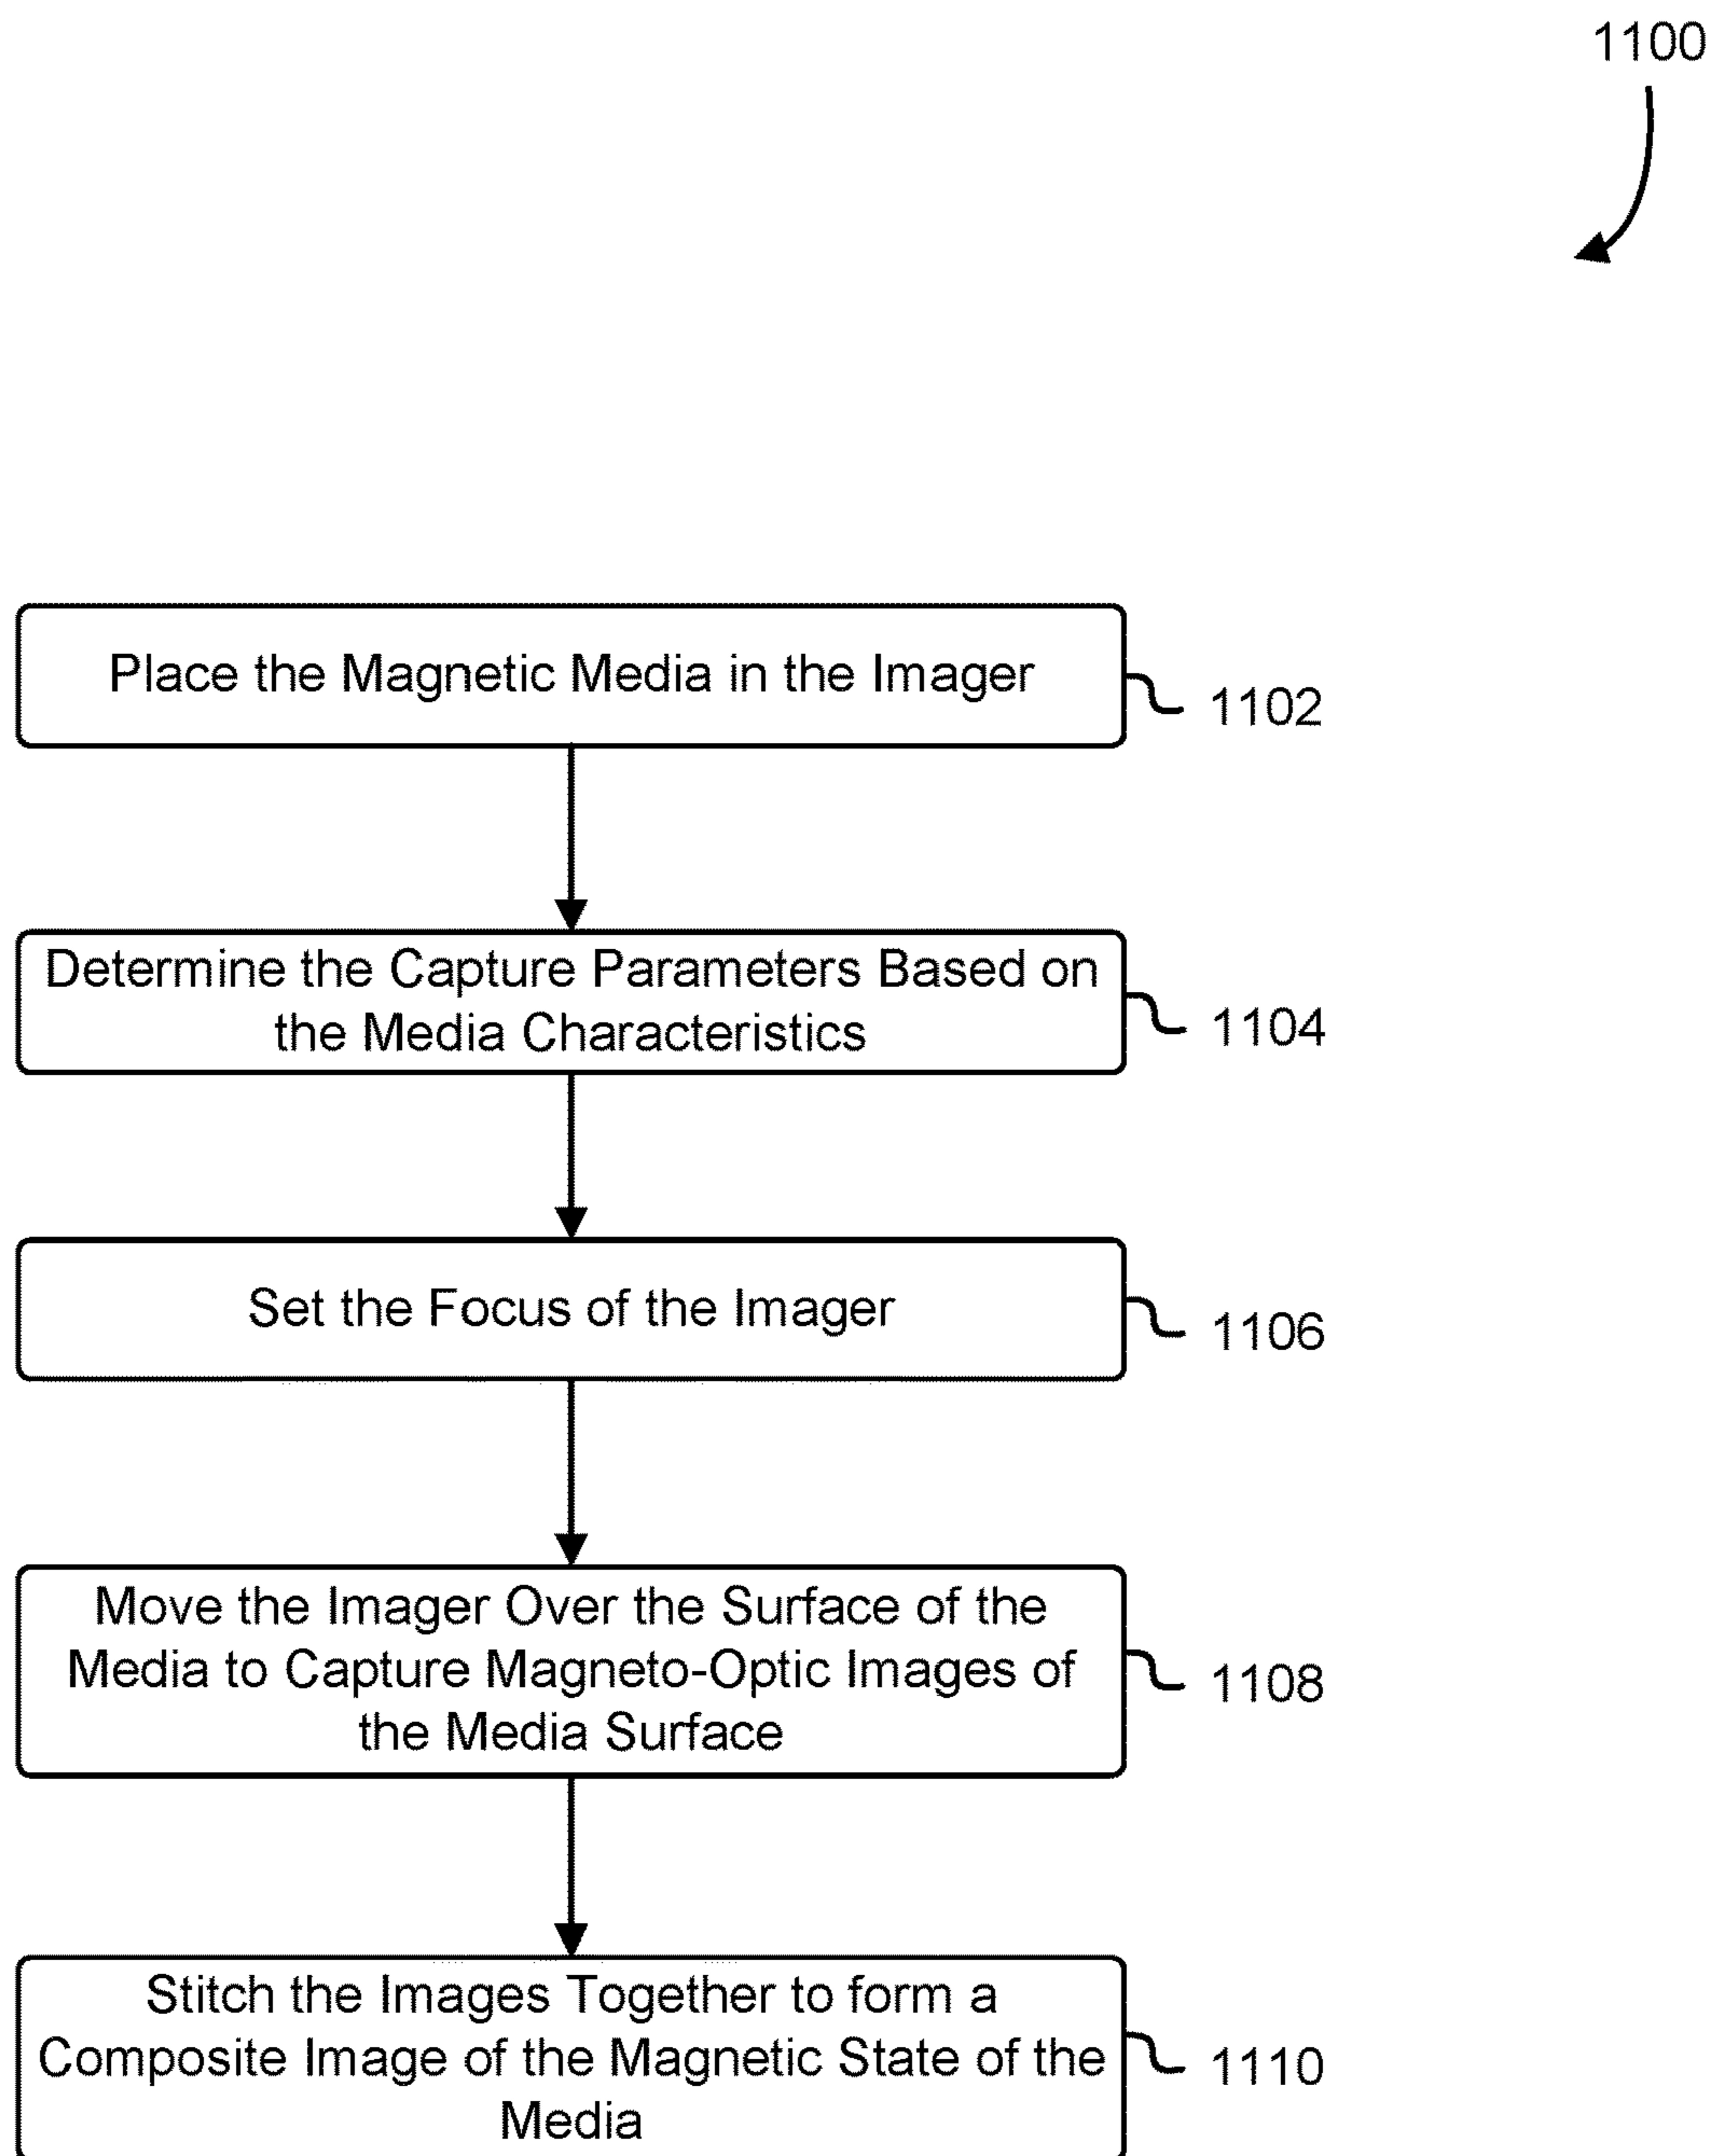 1100
Place the Magnetic Media in the Imager
1102
Determine the Capture Parameters Based on
the Media Characteristics
1104
Set the Focus of the Imager
1106
Move the Imager Over the Surface of the
Media to Capture Magneto-Optic Images of
the Media Surface
1108
Stitch the Images Together to form a
Composite Image of the Magnetic State of the
Media
1110